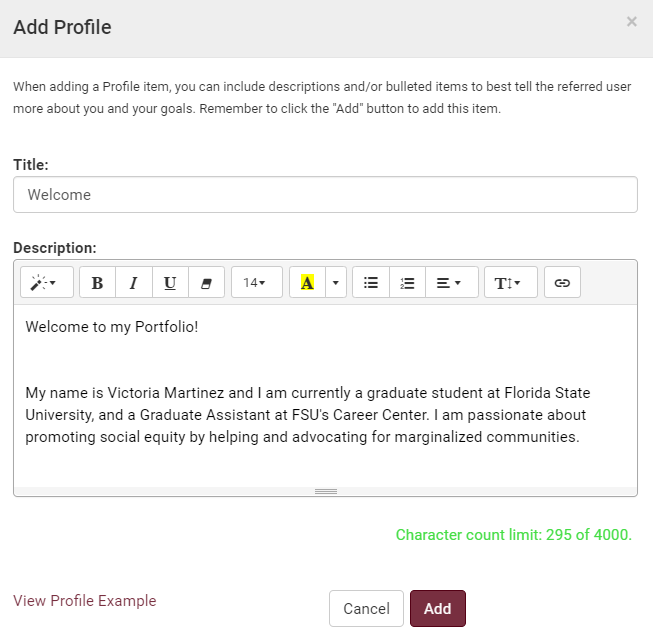 Add Profile
×
When adding a Profile item, you can include descriptions and/or bulleted items to best tell the referred user
more about you and your goals. Remember to click the "Add" button to add this item.
Title:
Welcome
Description:
B I U 14 A T
Welcome to my Portfolio!
My name is Victoria Martinez and I am currently a graduate student at Florida State
University, and a Graduate Assistant at FSU's Career Center. I am passionate about
promoting social equity by helping and advocating for marginalized communities.
Character count limit: 295 of 4000.
View Profile Example Cancel Add